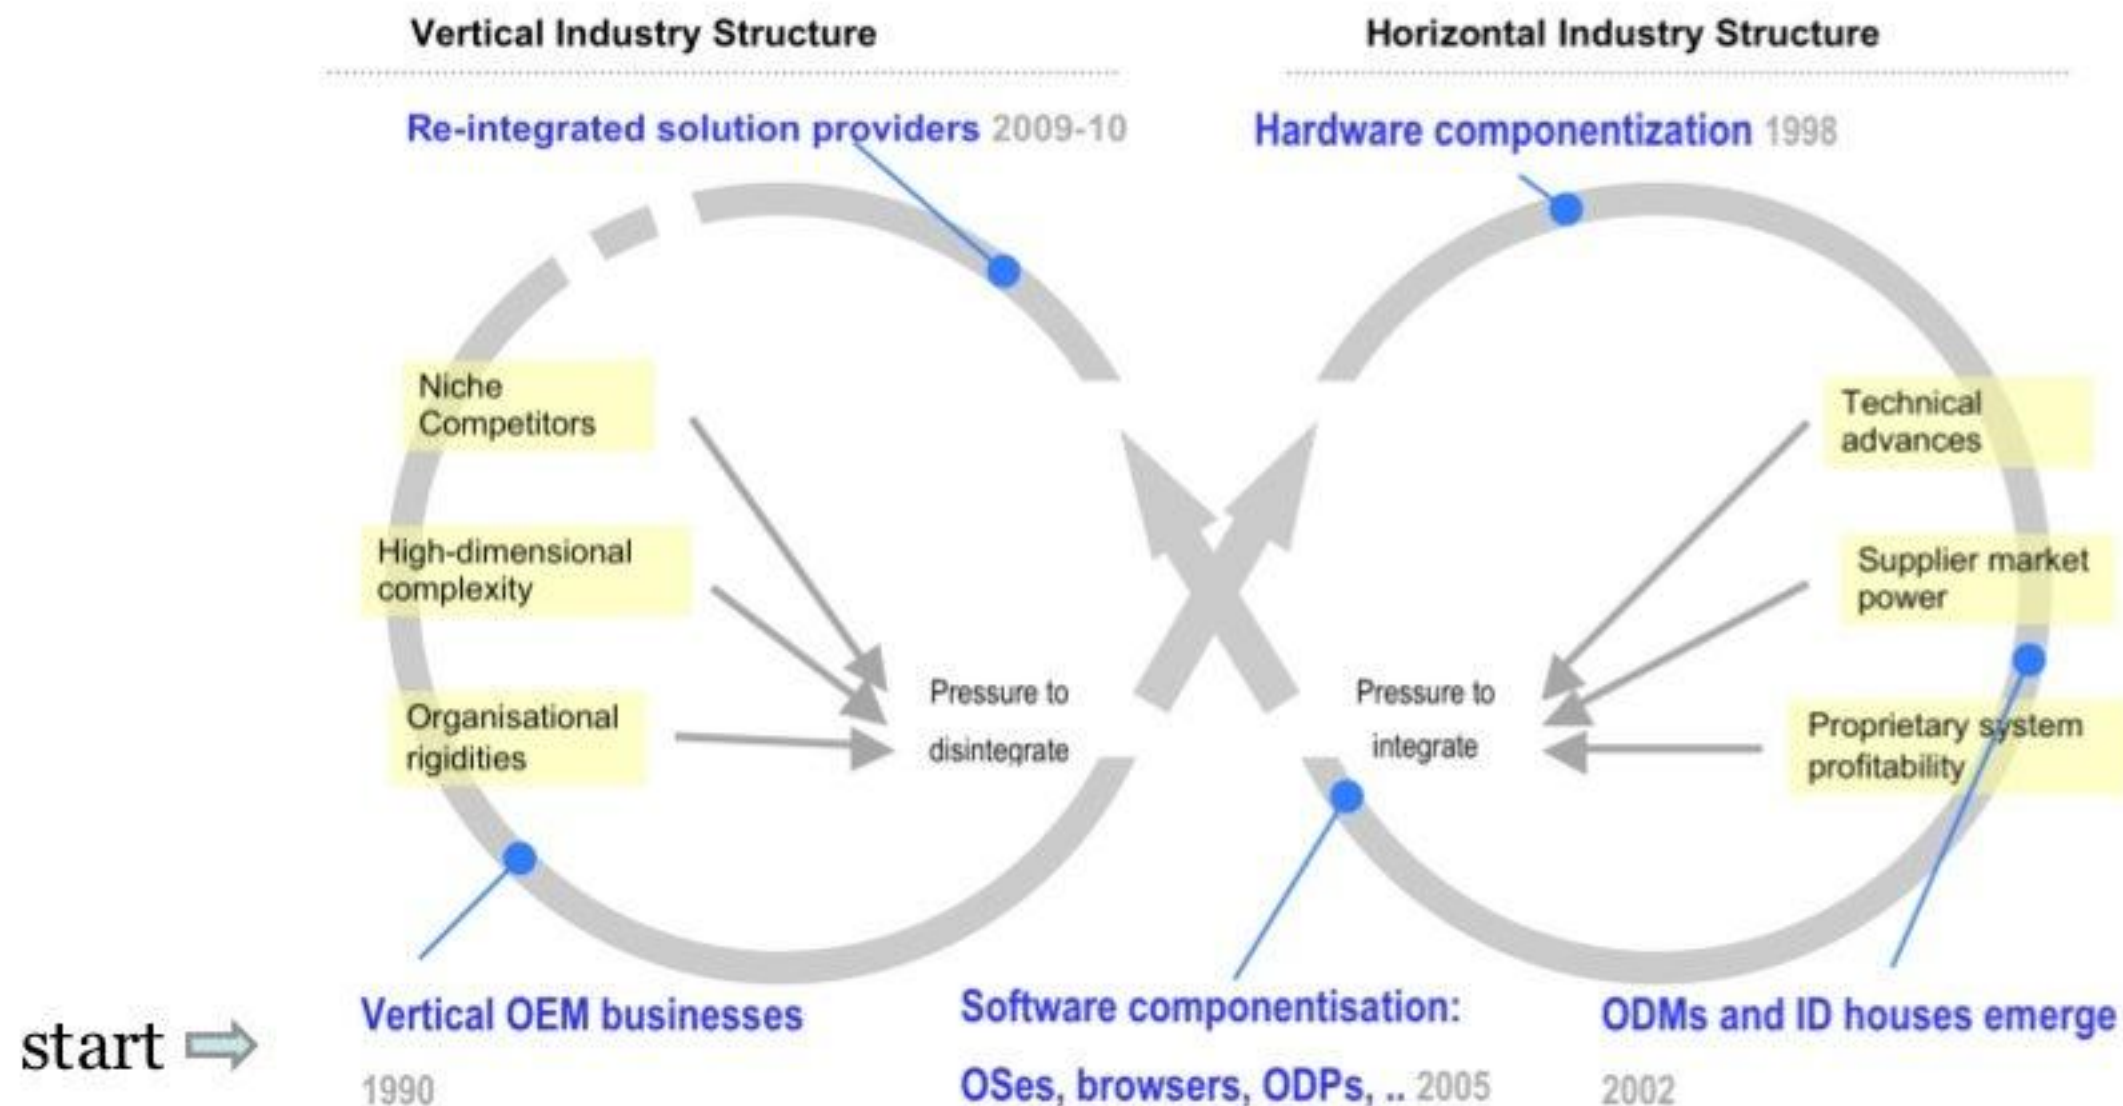 Vertical Industry Structure
Horizontal Industry Structure
Re-integrated solution providers 2009-10
Hardware componentization 1998
Niche
Competitors
High-dimensional
complexity
Organisational
rigidities
Pressure to
disintegrate
Pressure to
integrate
Technical
advances
Supplier market
power
Proprietary system
profitability
start
Vertical OEM businesses
1990
Software componentisation:
OSes, browsers, ODPs, .. 2005
ODMs and ID houses emerge
2002